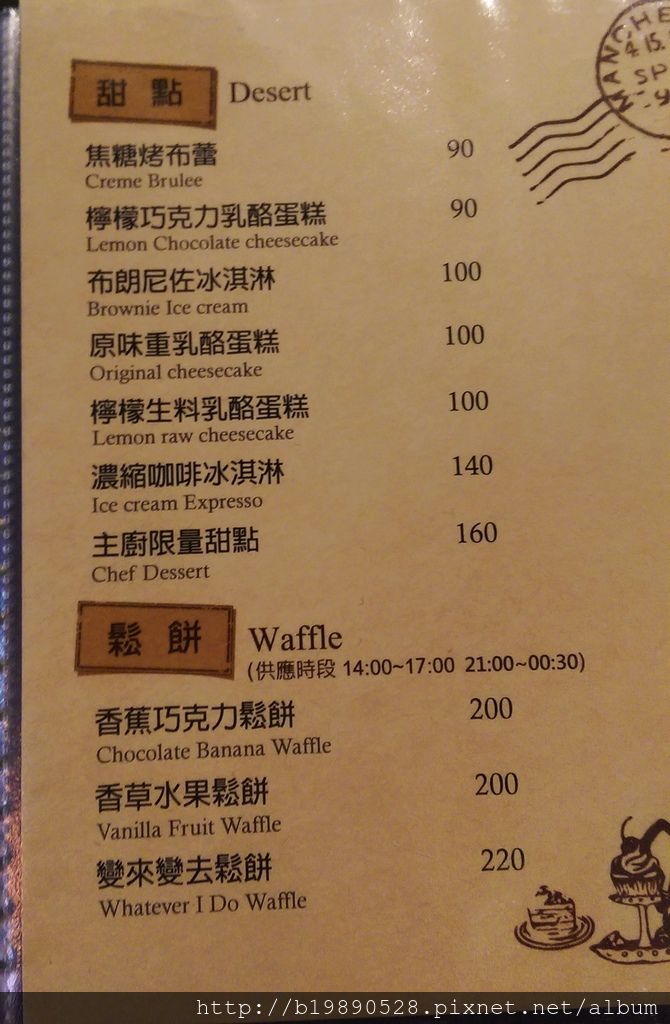 甜 點 Desert
焦糖烤布蕾 90
Creme Brulee
檸檬巧克力乳酪蛋糕 90
Lemon Chocolate cheesecake
布朗尼佐冰淇淋 100
Brownie Ice cream
原味重乳酪蛋糕 100
Original cheesecake
檸檬生料乳酪蛋糕 100
Lemon raw cheesecake
濃縮咖啡冰淇淋 140
Ice cream Expresso
主廚限量甜點 160
Chef Dessert
鬆 餅 Waffle
(供應時段 14:00~17:00 21:00~00:30)
香蕉巧克力鬆餅 200
Chocolate Banana Waffle
香草水果鬆餅 200
Vanilla Fruit Waffle
變來變去鬆餅 220
Whatever I Do Waffle
http://b19890528.pixnet.net/album